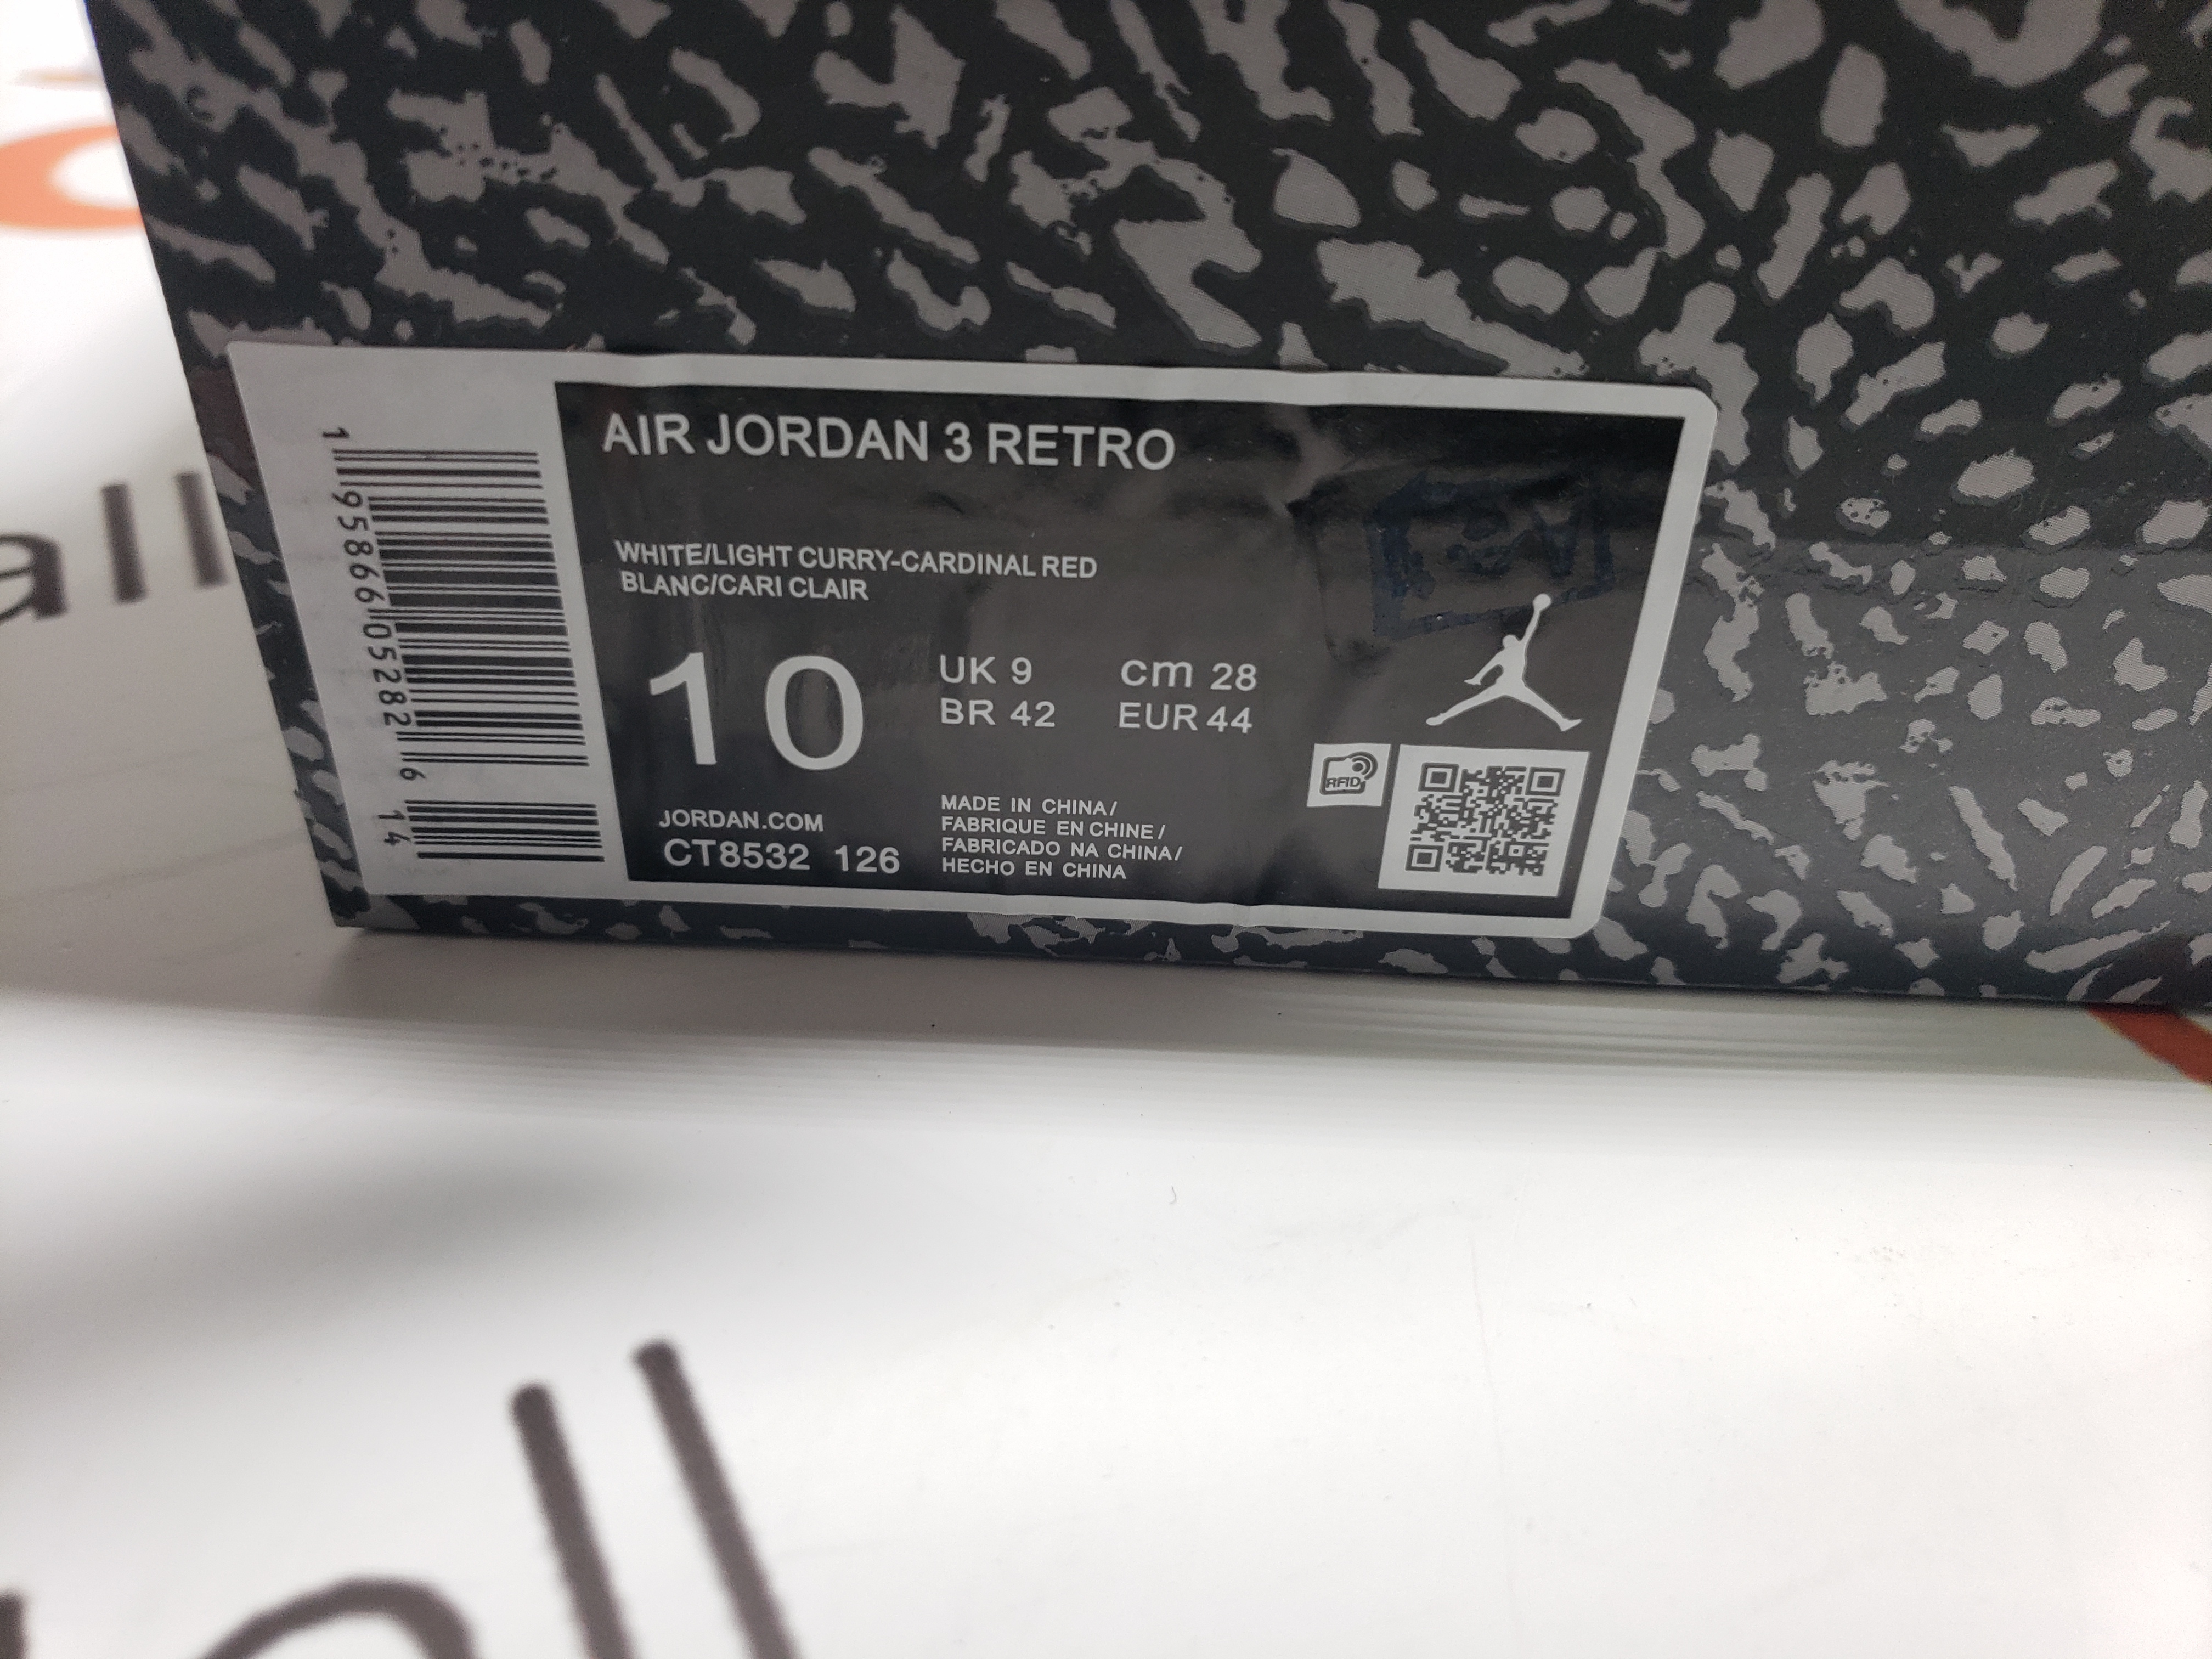 all
AIR JORDAN 3 RETRO
WHITE/LIGHT CURRY-CARDINAL RED
BLANC/CARI CLAIR
10
UK 9 cm 28
BR 42 EUR 44
JORDAN.COM
CT8532 126
MADE IN CHINA/
FABRIQUE EN CHINE/
FABRICADO NA CHINA/
HECHO EN CHINA
RFID
1 95866 05282 6 14
all